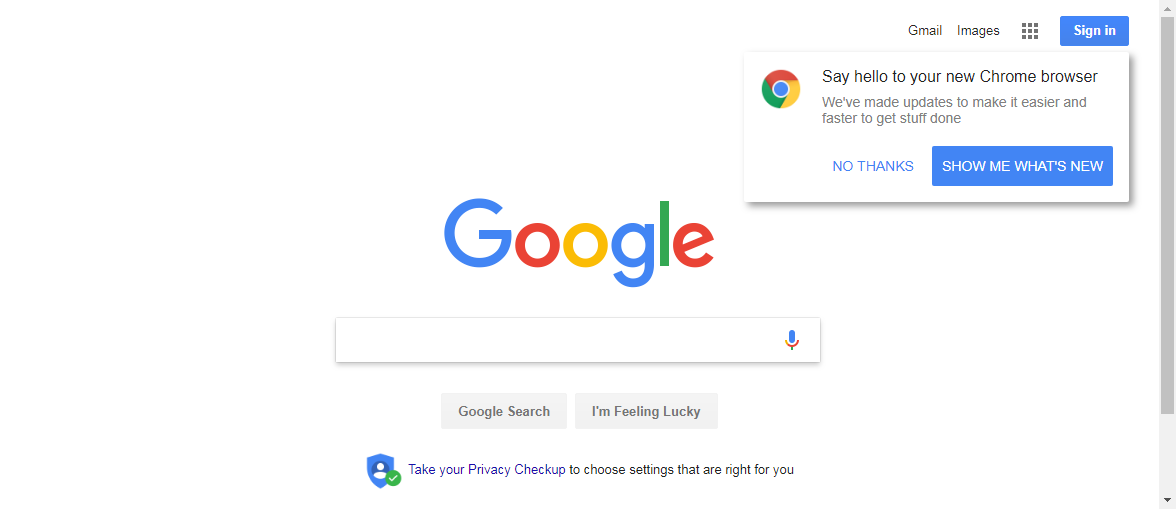 Gmail Images Sign in
Say hello to your new Chrome browser
We've made updates to make it easier and
faster to get stuff done
NO THANKS SHOW ME WHAT'S NEW
Google
Google Search I'm Feeling Lucky
Take your Privacy Checkup to choose settings that are right for you